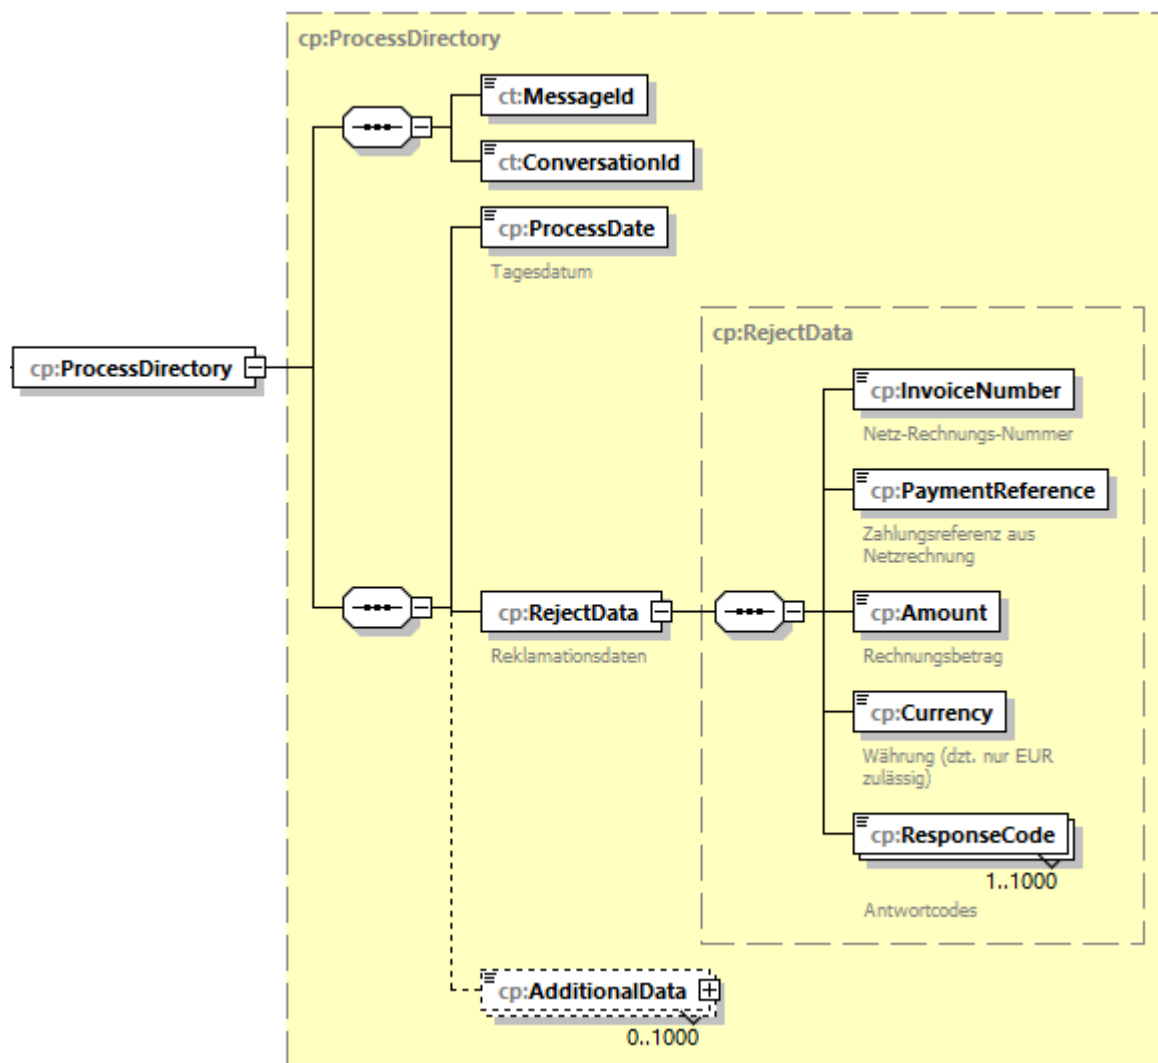 cp:ProcessDirectory
ct:MessageId
ct:ConversationId
cp:ProcessDate
Tagesdatum
cp:ProcessDirectory
cp:RejectData
Reklamationsdaten
cp:RejectData
cp:InvoiceNumber
Netz-Rechnungs-Nummer
cp:PaymentReference
Zahlungsreferenz aus
Netzrechnung
cp:Amount
Rechnungsbetrag
cp:Currency
Währung (dzt. nur EUR
zulässig)
cp:ResponseCode
1..1000
Antwortcodes
cp:AdditionalData
0..1000